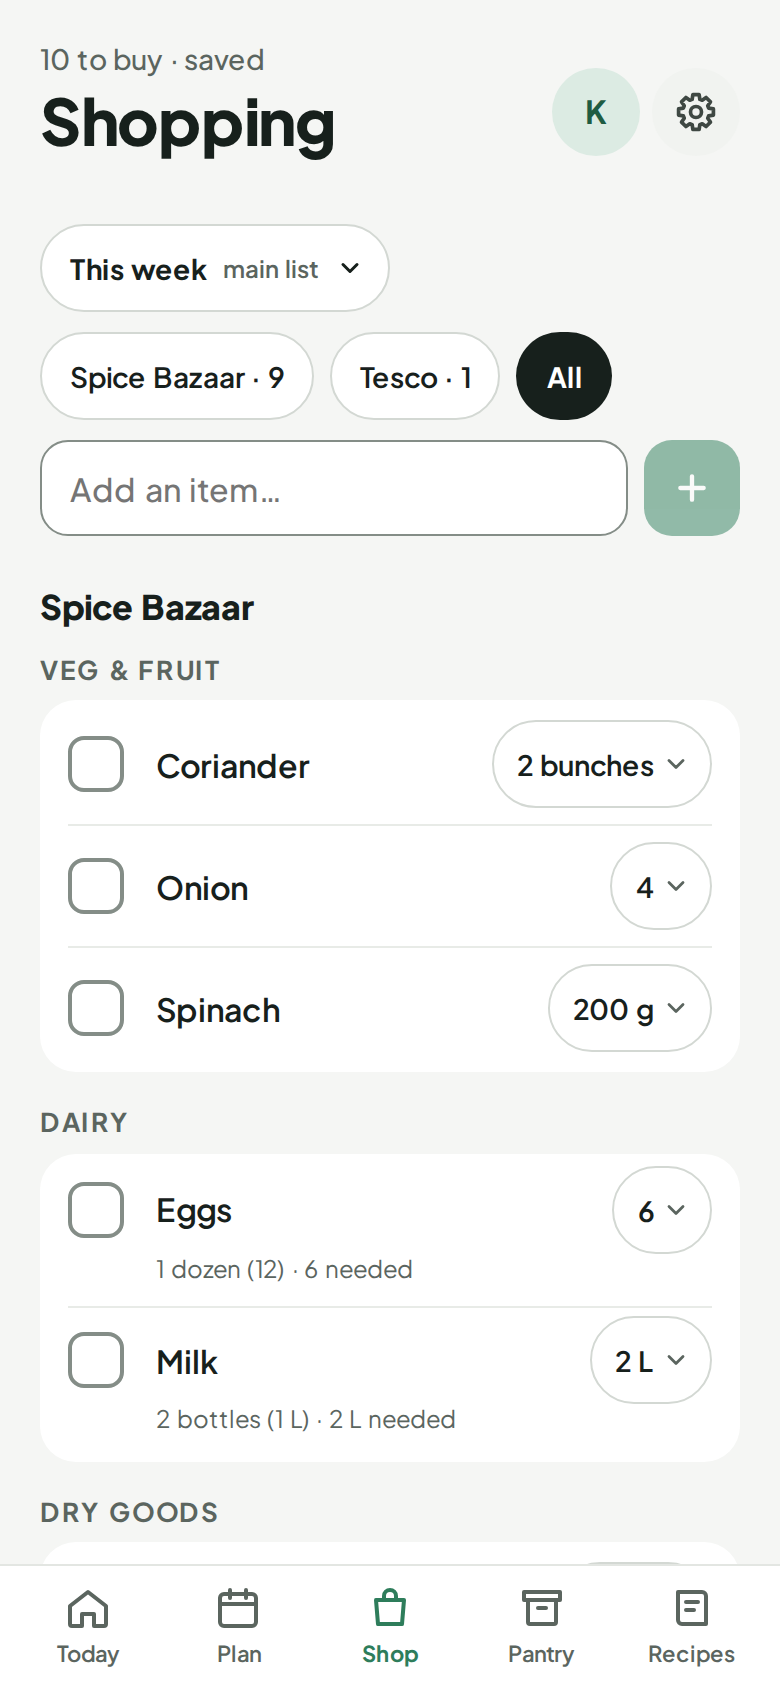 10 to buy · saved
Shopping
K
This week main list
Spice Bazaar · 9
Tesco · 1
All
Add an item...
Spice Bazaar
VEG & FRUIT
Coriander
2 bunches
Onion
4
Spinach
200 g
DAIRY
Eggs
6
1 dozen (12) · 6 needed
Milk
2 L
2 bottles (1 L) · 2 L needed
DRY GOODS
Today
Plan
Shop
Pantry
Recipes